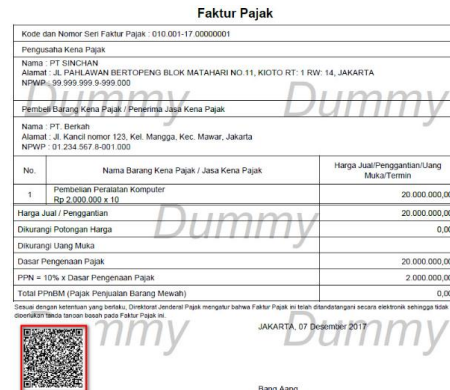 Faktur Pajak
Kode dan Nomor Seri Faktur Pajak : 010.001-17.00000001
Pengusaha Kena Pajak
Nama : PT SINCHAN
Alamat : JL PAHLAWAN BERTOPENG BLOK MATAHARI NO.11, KIOTO RT: 1 RW: 14, JAKARTA
NPWP : 99.999.999.9-999.000
Dummy Dummy
Pembeli Barang Kena Pajak / Penerima Jasa Kena Pajak
Nama : PT. Berkah
Alamat : Jl. Kancil nomor 123, Kel. Mangga, Kec. Mawar, Jakarta
NPWP : 01.234.567.8-001.000
No. Nama Barang Kena Pajak / Jasa Kena Pajak Harga Jual/Penggantian/Uang Muka/Termin
1 Pembelian Peralatan Komputer
Rp 2.000.000 x 10 20.000.000,00
Harga Jual / Penggantian 20.000.000,00
Dummy
Dikurangi Potongan Harga 0,00
Dikurangi Uang Muka
Dasar Pengenaan Pajak 20.000.000,00
PPN = 10% x Dasar Pengenaan Pajak 2.000.000,00
Total PPnBM (Pajak Penjualan Barang Mewah) 0,00
Sesuai dengan ketentuan yang berlaku, Direktorat Jenderal Pajak mengatur bahwa Faktur Pajak ini telah ditandatangani secara elektronik sehingga tidak
diperlukan tanda tangan basah pada Faktur Pajak ini.
JAKARTA, 07 Desember 2017
Dummy
Bang Aang